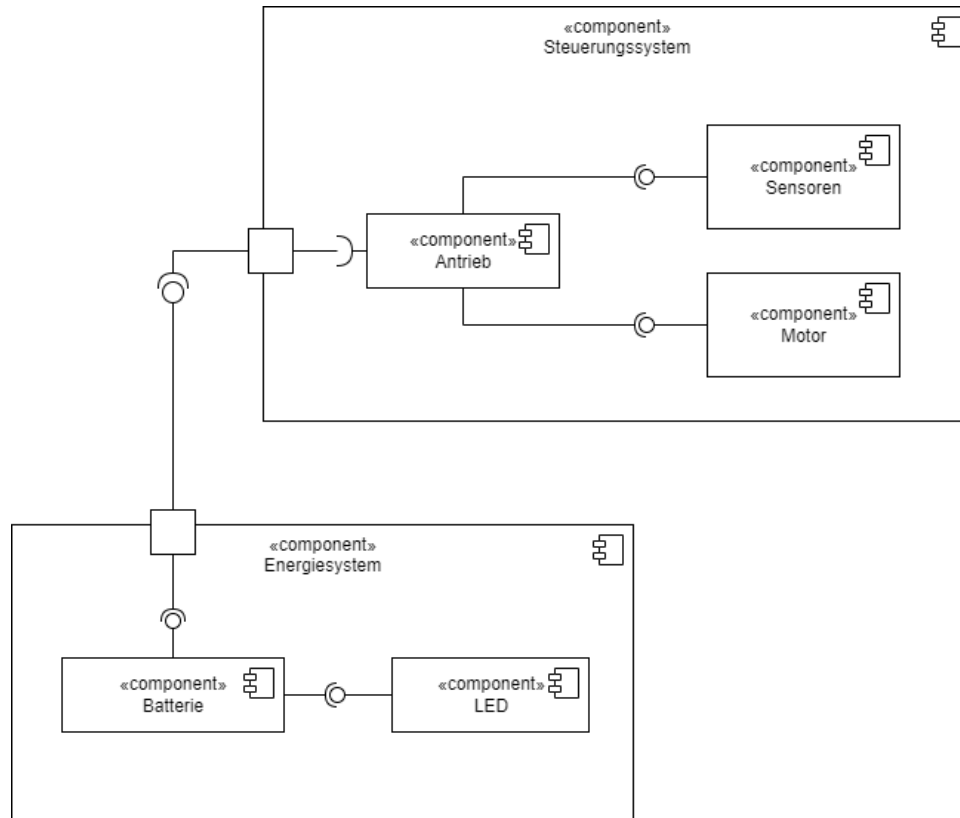 «component»
Steuerungssystem
«component»
Sensoren
«component»
Antrieb
«component»
Motor
«component»
Energiesystem
«component»
Batterie
«component»
LED